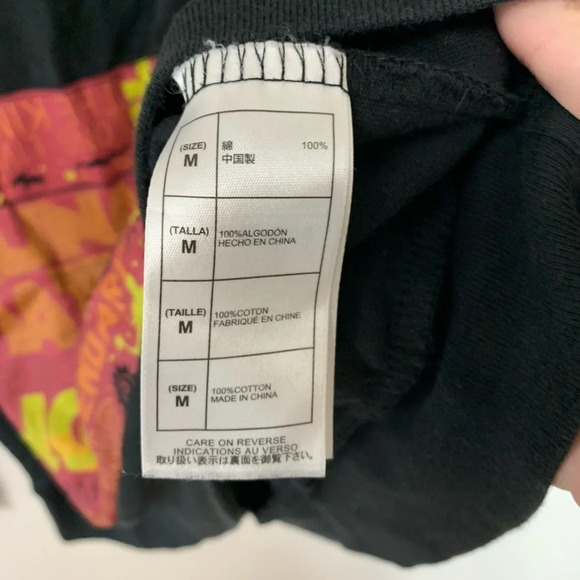 (SIZE)
M
綿 100%
中国製
(TALLA)
M
100%ALGODÓN
HECHO EN CHINA
(TAILLE)
M
100%COTON
FABRIQUÉ EN CHINE
(SIZE)
M
100%COTTON
MADE IN CHINA
CARE ON REVERSE
INDICATIONS AU VERSO
取り扱い表示は裏面を御覧下さい。